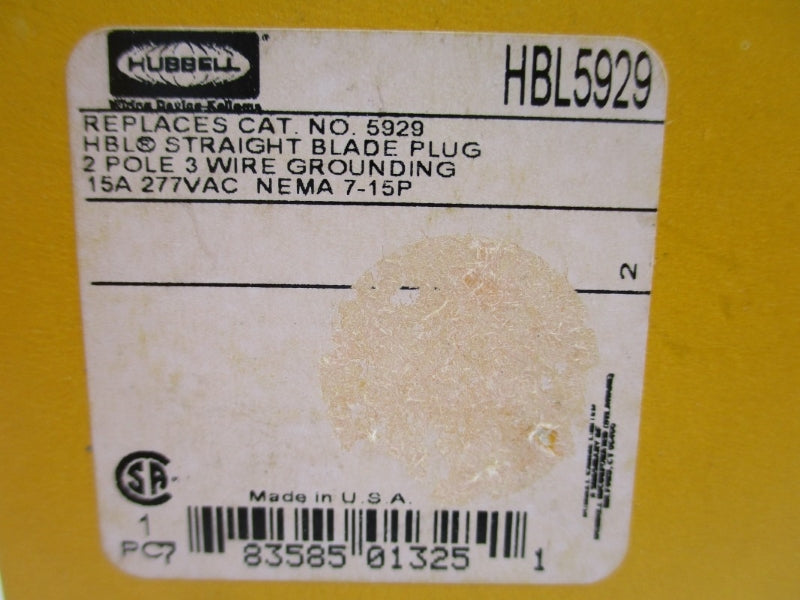 HUBBELL
HBL5929
Wiring Device-Kellems
REPLACES CAT. NO. 5929
HBL® STRAIGHT BLADE PLUG
2 POLE 3 WIRE GROUNDING
15A 277VAC NEMA 7-15P
2
CSA
Made in U.S.A.
1
PC7
83585 01325 1